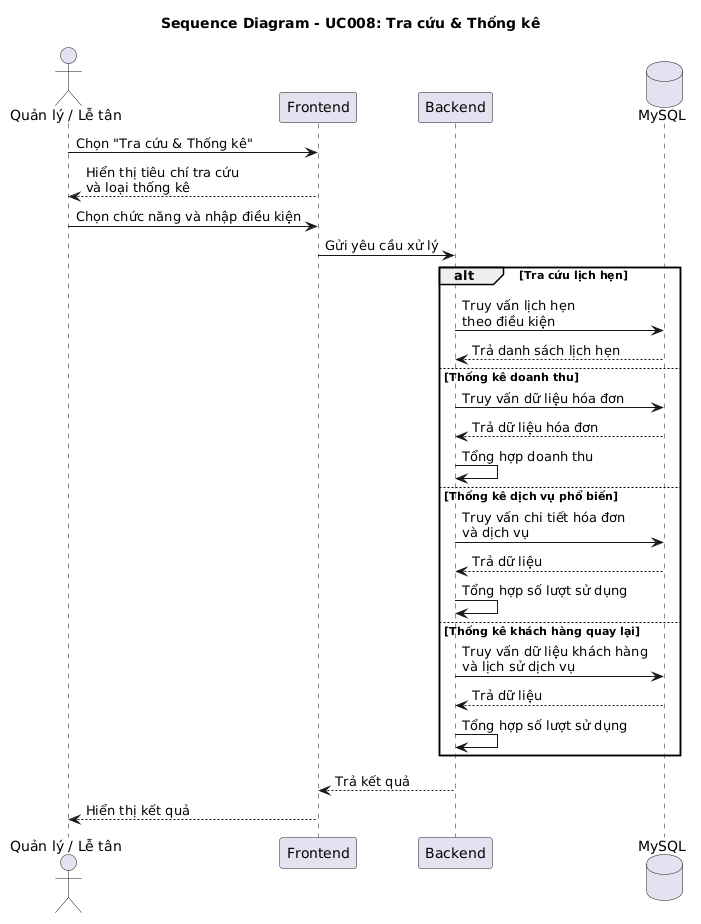 Sequence Diagram - UC008: Tra cứu & Thống kê
Quản lý / Lễ tân
Frontend
Backend
MySQL
Chọn "Tra cứu & Thống kê"
Hiển thị tiêu chí tra cứu
và loại thống kê
Chọn chức năng và nhập điều kiện
Gửi yêu cầu xử lý
alt
[Tra cứu lịch hẹn]
Truy vấn lịch hẹn
theo điều kiện
Trả danh sách lịch hẹn
[Thống kê doanh thu]
Truy vấn dữ liệu hóa đơn
Trả dữ liệu hóa đơn
Tổng hợp doanh thu
[Thống kê dịch vụ phổ biến]
Truy vấn chi tiết hóa đơn
và dịch vụ
Trả dữ liệu
Tổng hợp số lượt sử dụng
[Thống kê khách hàng quay lại]
Truy vấn dữ liệu khách hàng
và lịch sử dịch vụ
Trả dữ liệu
Tổng hợp số lượt sử dụng
Trả kết quả
Hiển thị kết quả
Quản lý / Lễ tân
Frontend
Backend
MySQL